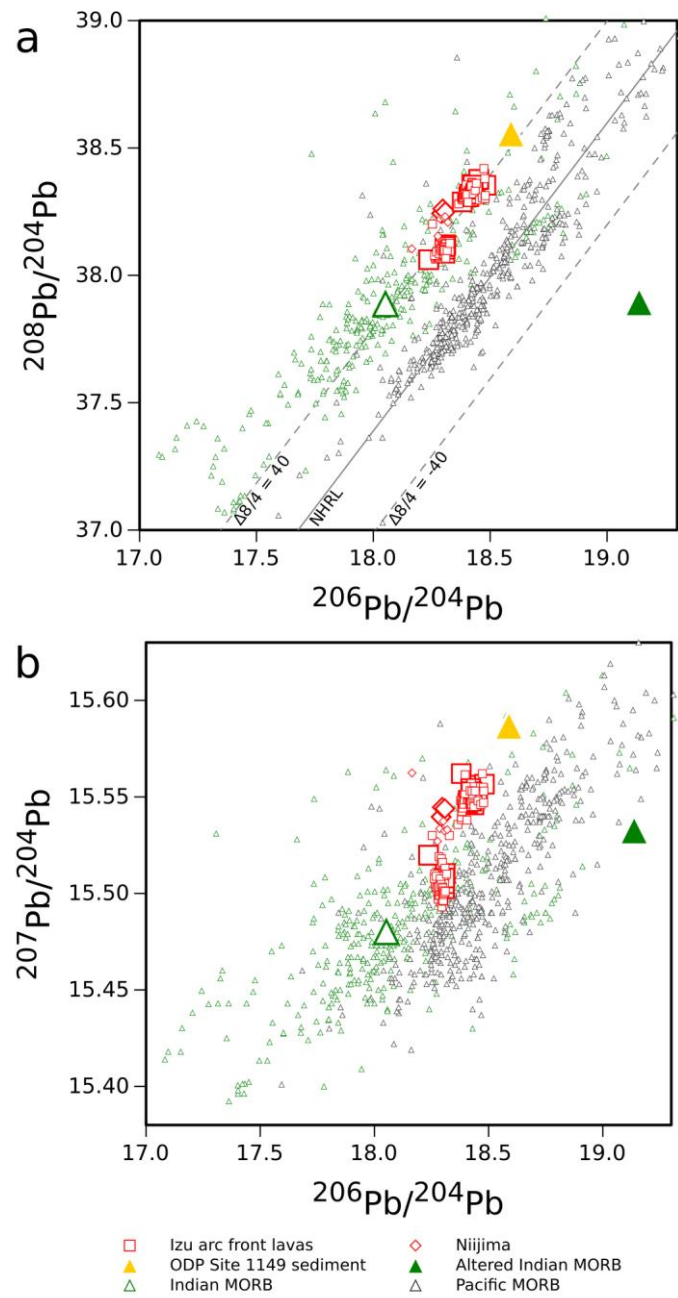 a
39.0
38.5
38.0
37.5
37.0
208Pb/204Pb
Δ8/4 = 40
NHRL
Δ8/4 = -40
17.0 17.5 18.0 18.5 19.0
206Pb/204Pb
b
15.60
15.55
15.50
15.45
15.40
207Pb/204Pb
17.0 17.5 18.0 18.5 19.0
206Pb/204Pb
Izu arc front lavas Niijima
ODP Site 1149 sediment Altered Indian MORB
Indian MORB Pacific MORB